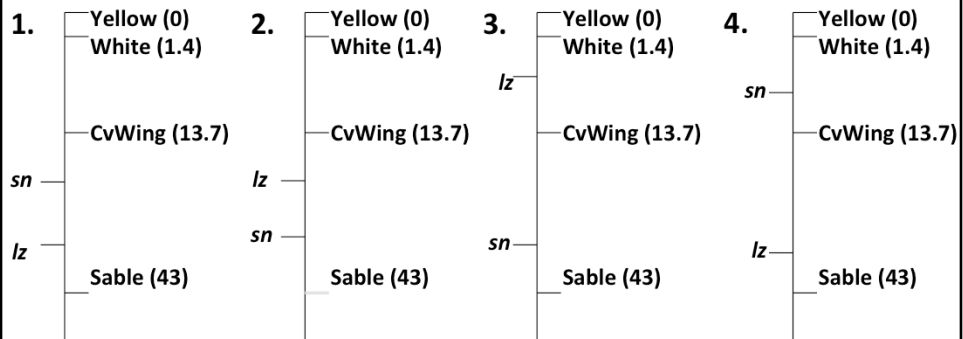 1.
Yellow (0)
White (1.4)
CvWing (13.7)
sn
lz
Sable (43)
2.
Yellow (0)
White (1.4)
CvWing (13.7)
lz
sn
Sable (43)
3.
Yellow (0)
White (1.4)
lz
CvWing (13.7)
sn
Sable (43)
4.
Yellow (0)
White (1.4)
sn
CvWing (13.7)
lz
Sable (43)